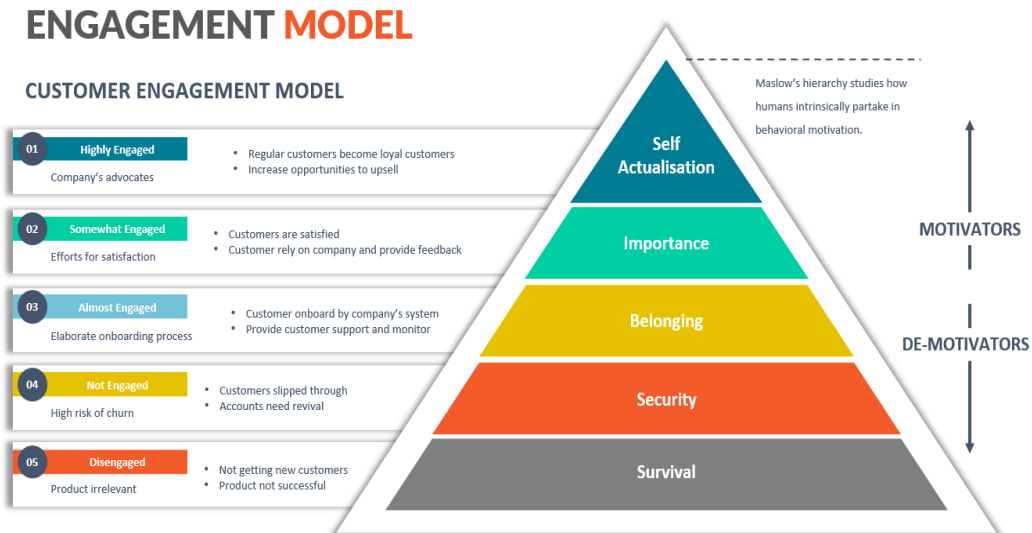 ENGAGEMENT MODEL
CUSTOMER ENGAGEMENT MODEL
01
Highly Engaged
Company's advocates
• Regular customers become loyal customers
• Increase opportunities to upsell
02
Somewhat Engaged
Efforts for satisfaction
• Customers are satisfied
• Customer rely on company and provide feedback
03
Almost Engaged
Elaborate onboarding process
• Customer onboard by company's system
• Provide customer support and monitor
04
Not Engaged
High risk of churn
• Customers slipped through
• Accounts need revival
05
Disengaged
Product irrelevant
• Not getting new customers
• Product not successful
Self
Actualisation
Importance
Belonging
Security
Survival
Maslow's hierarchy studies how
humans intrinsically partake in
behavioral motivation.
MOTIVATORS
DE-MOTIVATORS